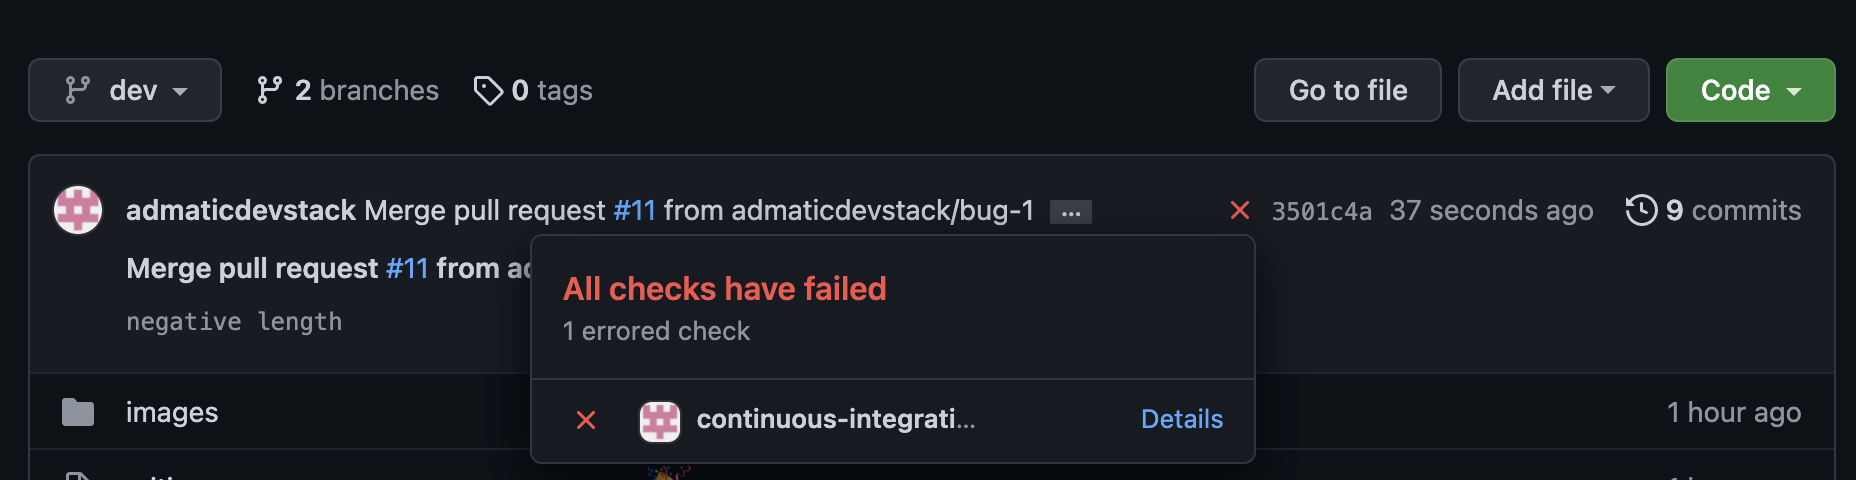 dev 2 branches 0 tags Go to file Add file Code
admaticdevstack Merge pull request #11 from admaticdevstack/bug-1 ... 3501c4a 37 seconds ago 9 commits
Merge pull request #11 from
negative length
All checks have failed
1 errored check
continuous-integrati... Details
images 1 hour ago